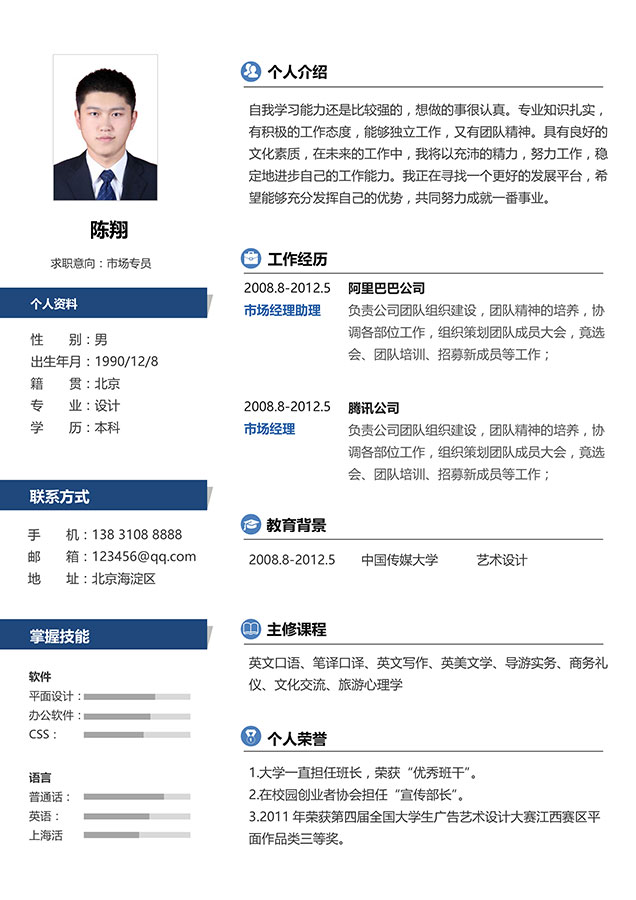 陈翔
求职意向：市场专员
个人资料
性 别：男
出生年月：1990/12/8
籍 贯：北京
专 业：设计
学 历：本科
联系方式
手 机：138 3108 8888
邮 箱：123456@qq.com
地 址：北京海淀区
掌握技能
软件
平面设计：
办公软件：
CSS：
语言
普通话：
英语：
上海活
个人介绍
自我学习能力还是比较强的，想做的事很认真。专业知识扎实，
有积极的工作态度，能够独立工作，又有团队精神。具有良好的
文化素质，在未来的工作中，我将以充沛的精力，努力工作，稳
定地进步自己的工作能力。我正在寻找一个更好的发展平台，希
望能够充分发挥自己的优势，共同努力成就一番事业。
工作经历
2008.8-2012.5 阿里巴巴公司
市场经理助理 负责公司团队组织建设，团队精神的培养，协
调各部位工作，组织策划团队成员大会，竟选
会、团队培训、招募新成员等工作；
2008.8-2012.5 腾讯公司
市场经理 负责公司团队组织建设，团队精神的培养，协
调各部位工作，组织策划团队成员大会，竟选
会、团队培训、招募新成员等工作；
教育背景
2008.8-2012.5 中国传媒大学 艺术设计
主修课程
英文口语、笔译口译、英文写作、英美文学、导游实务、商务礼
仪、文化交流、旅游心理学
个人荣誉
1.大学一直担任班长，荣获“优秀班干”。
2.在校园创业者协会担任“宣传部长”。
3.2011 年荣获第四届全国大学生广告艺术设计大赛江西赛区平
面作品类三等奖。